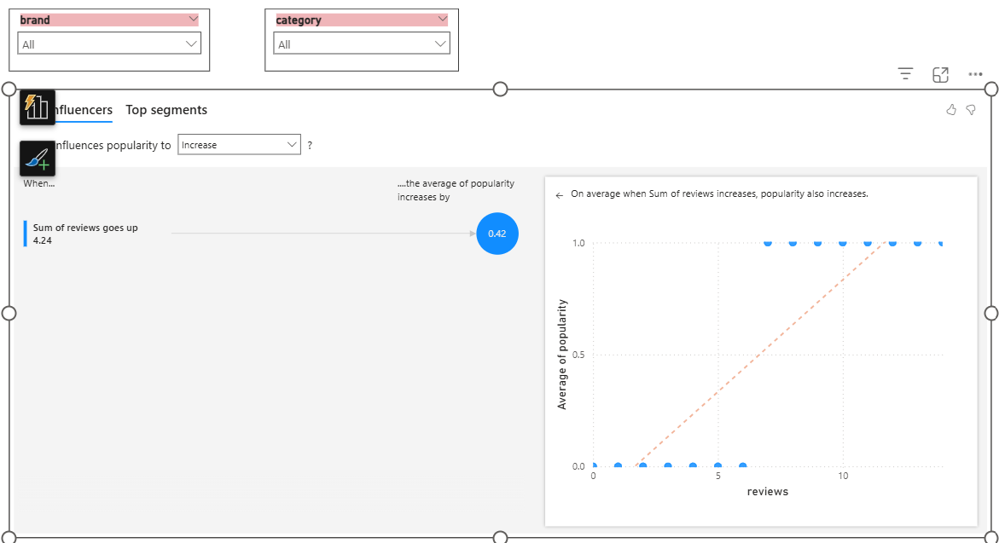 brand
category
All
All
nfluencers
Top segments
nfluences popularity to
Increase
?
When...
....the average of popularity
increases by
Sum of reviews goes up
4.24
0.42
On average when Sum of reviews increases, popularity also increases.
1.0
0.5
0.0
Average of popularity
0
5
10
reviews